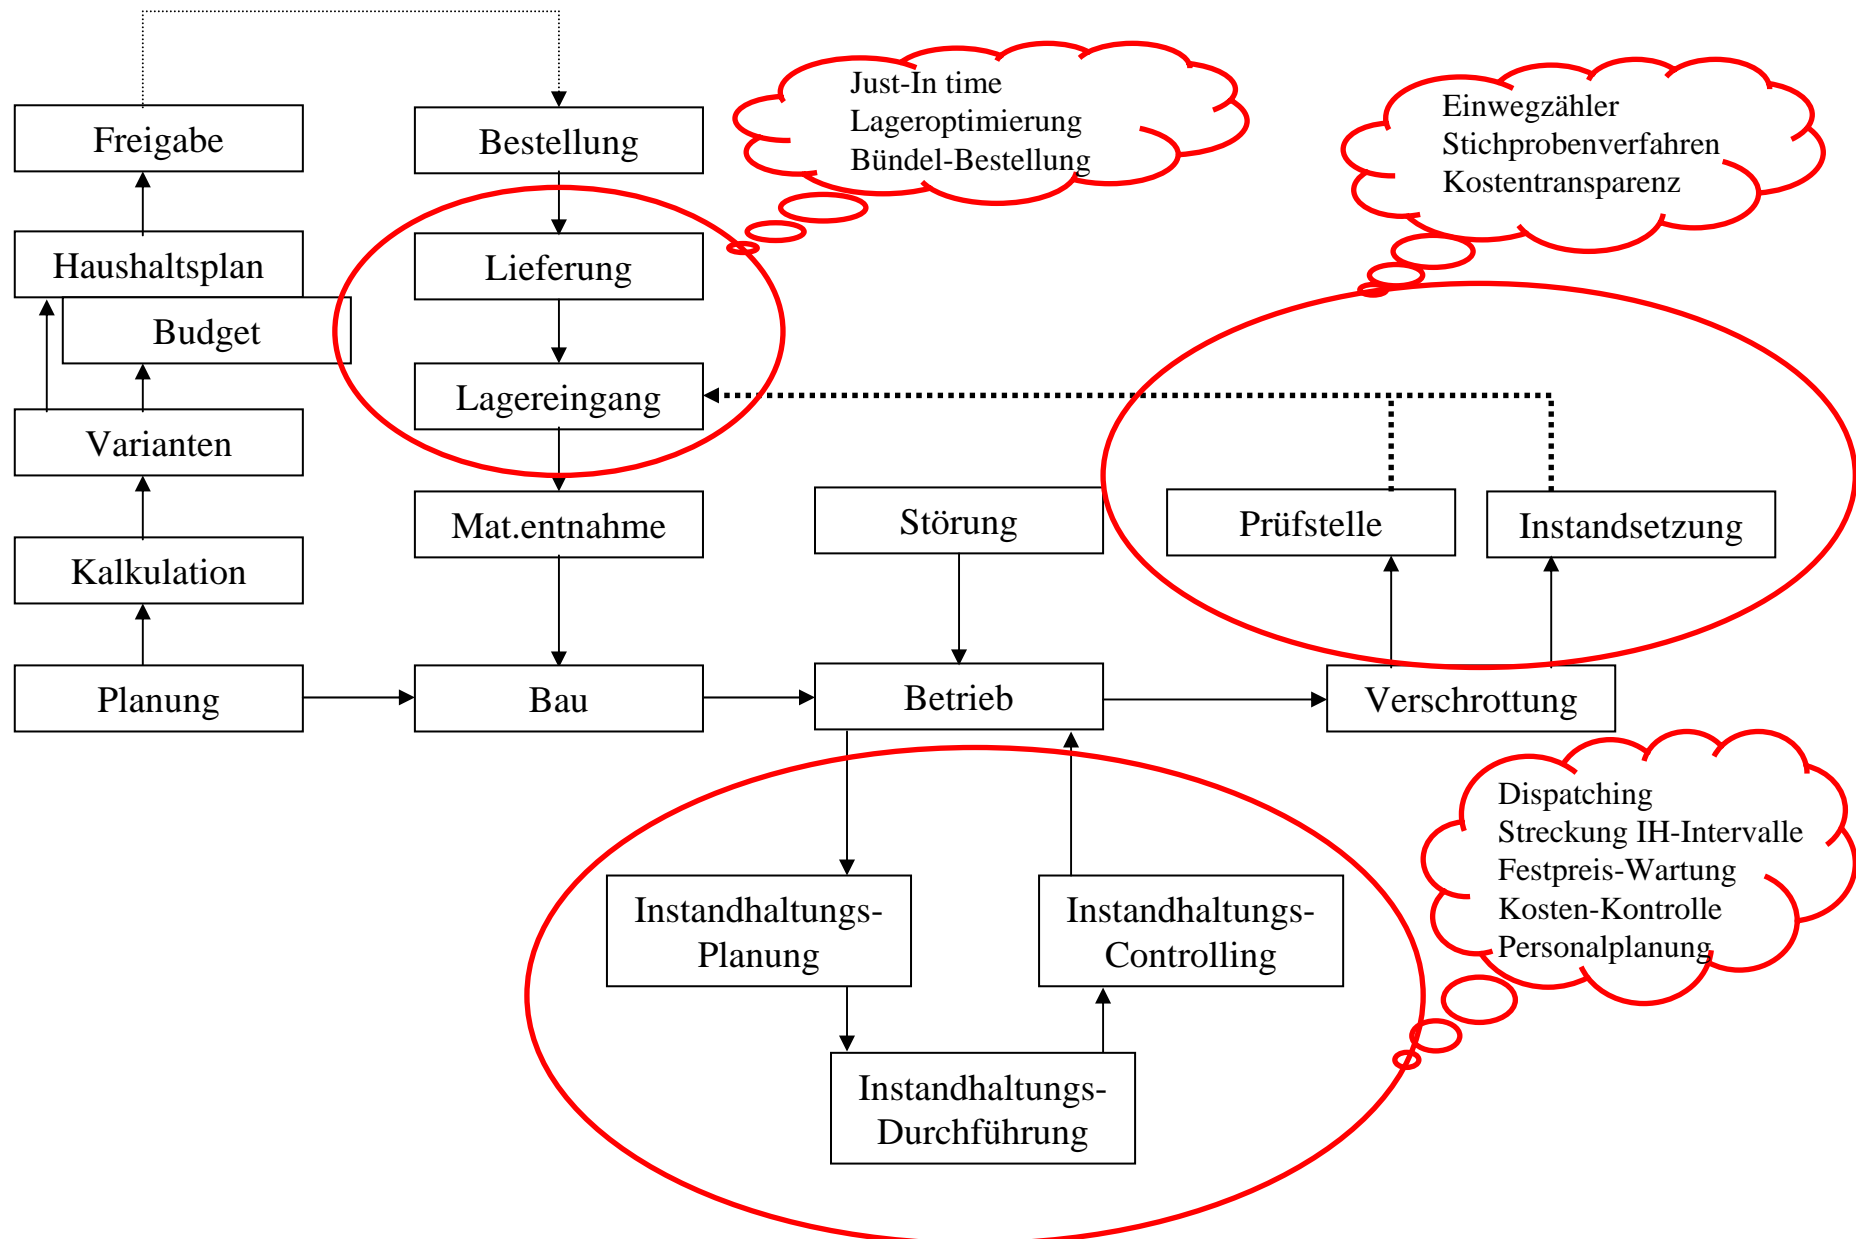 Just-In time
Lageroptimierung
Bündel-Bestellung
Einwegzähler
Stichprobenverfahren
Kostentransparenz
Freigabe
Bestellung
Haushaltsplan
Lieferung
Budget
Lagereingang
Varianten
Mat.entnahme
Störung
Prüfstelle
Instandsetzung
Kalkulation
Planung
Bau
Betrieb
Verschrottung
Dispatching
Streckung IH-Intervalle
Festpreis-Wartung
Kosten-Kontrolle
Personalplanung
Instandhaltungs-
Planung
Instandhaltungs-
Controlling
Instandhaltungs-
Durchführung